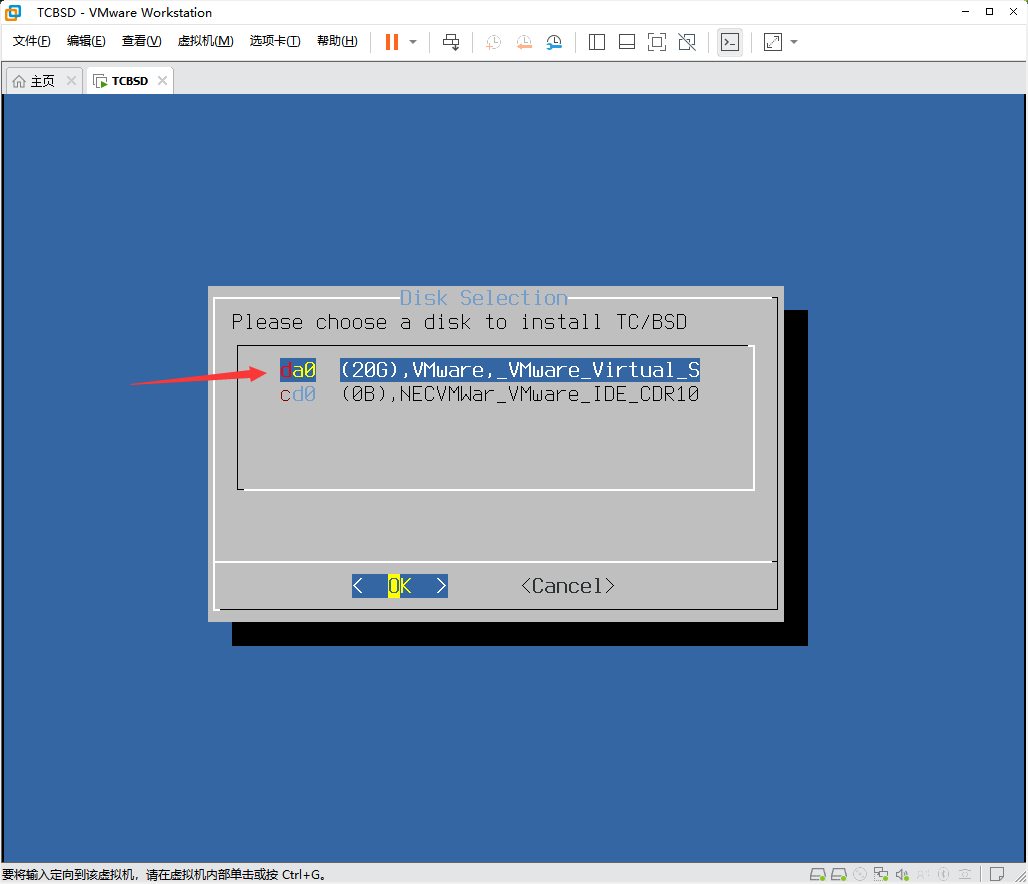 TCBSD - VMware Workstation
文件(F) 编辑(E) 查看(V) 虚拟机(M) 选项卡(T) 帮助(H)
主页 TCBSD
Disk Selection
Please choose a disk to install TC/BSD
da0 (20G),VMware,_VMware_Virtual_S
cd0 (0B),NECVMWar_VMware_IDE_CDR10
< OK > <Cancel>
要将输入定向到该虚拟机，请在虚拟机内部单击或按 Ctrl+G。